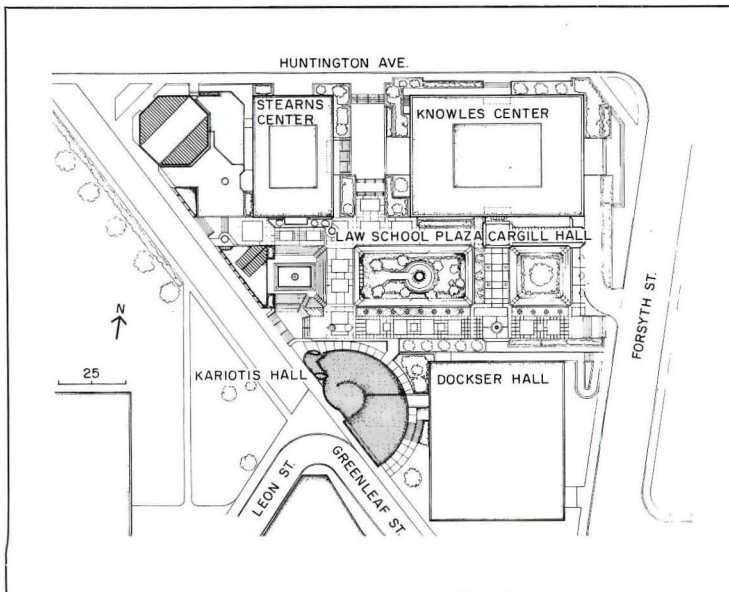 HUNTINGTON AVE.
STEARNS
CENTER
KNOWLES CENTER
LAW SCHOOL PLAZA
CARGILL HALL
N
25
KARIOTIS HALL
DOCKSER HALL
FORSYTH ST.
LEON ST.
GREENLEAF ST.